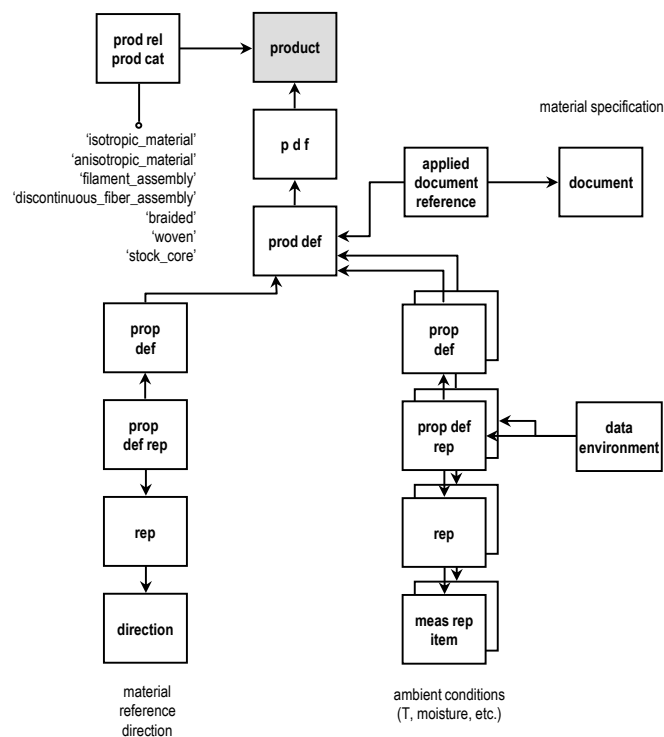 prod rel
prod cat
product
material specification
'isotropic_material'
'anisotropic_material'
'filament_assembly'
'discontinuous_fiber_assembly'
'braided'
'woven'
'stock_core'
p d f
applied
document
reference
document
prod def
prop
def
prop
def
prop
def rep
prop def
rep
data
environment
rep
rep
direction
meas rep
item
material
reference
direction
ambient conditions
(T, moisture, etc.)